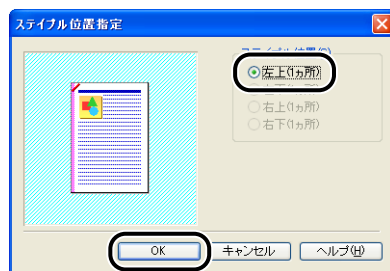 ステイプル位置指定
左上(1ヵ所)
右上(1ヵ所)
右下(1ヵ所)
OK
キャンセル
ヘルプ(H)